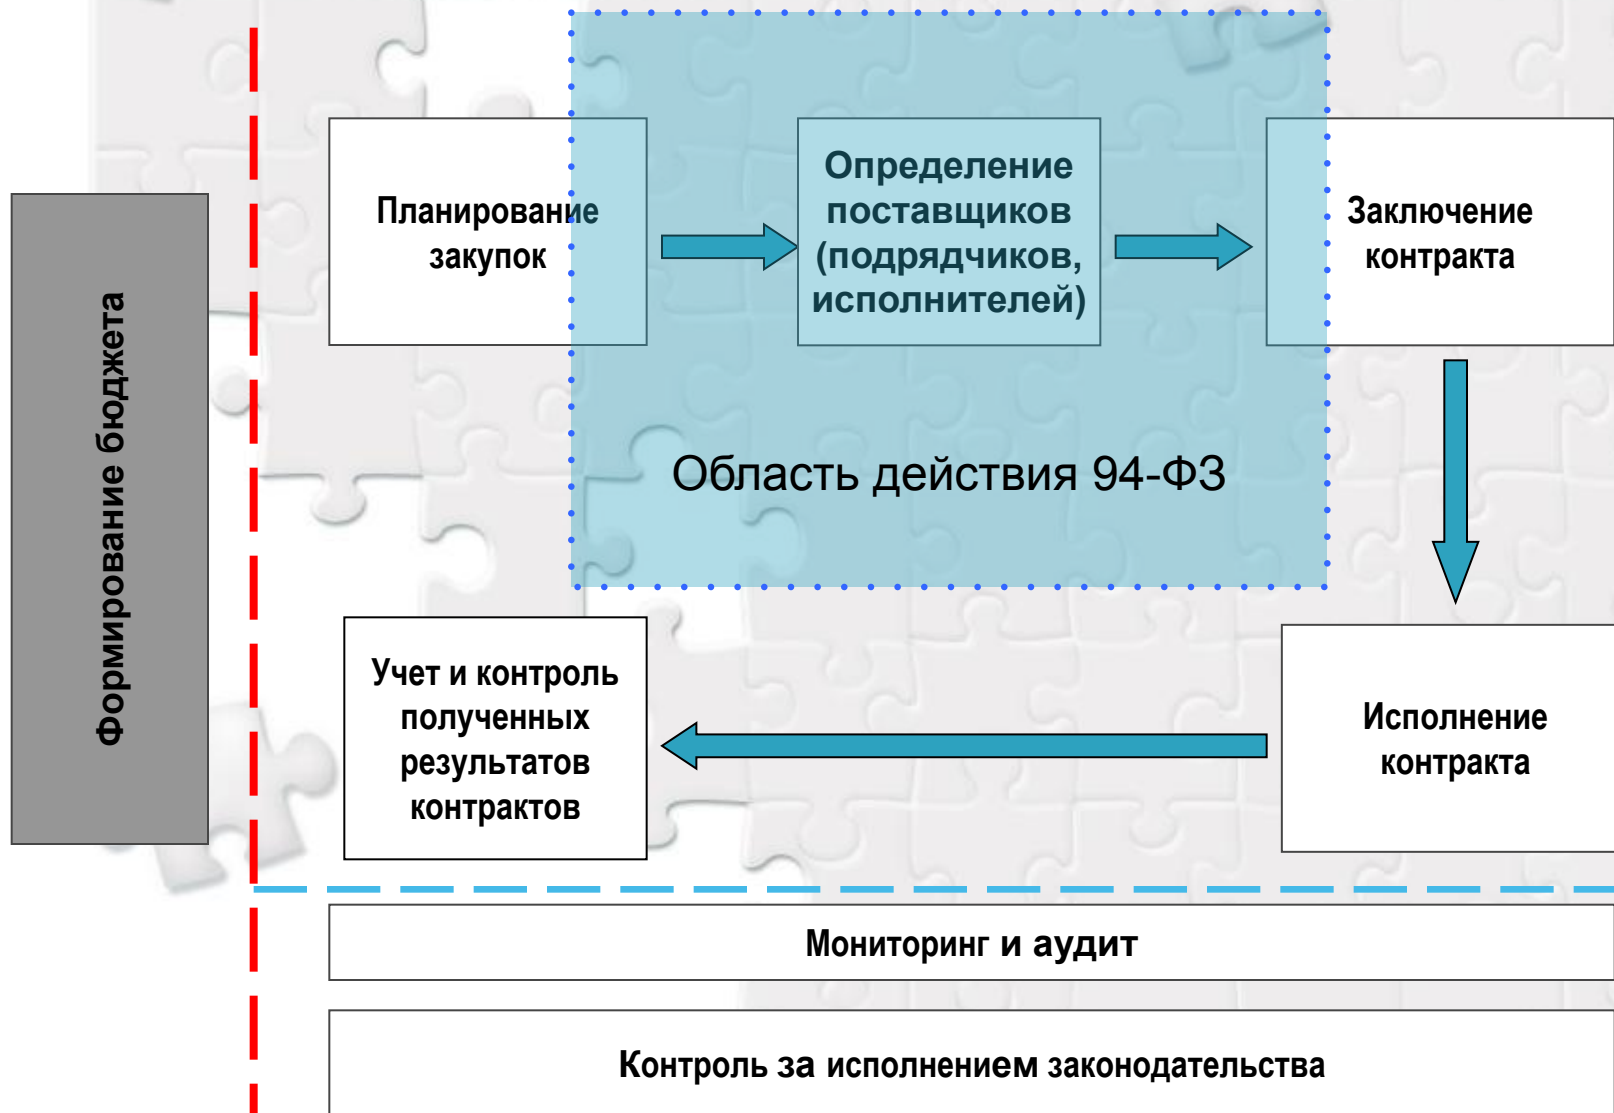 Формирование бюджета
Планирование
закупок
Определение
поставщиков
(подрядчиков,
исполнителей)
Заключение
контракта
Область действия 94-ФЗ
Учет и контроль
полученных
результатов
контрактов
Исполнение
контракта
Мониторинг и аудит
Контроль за исполнением законодательства